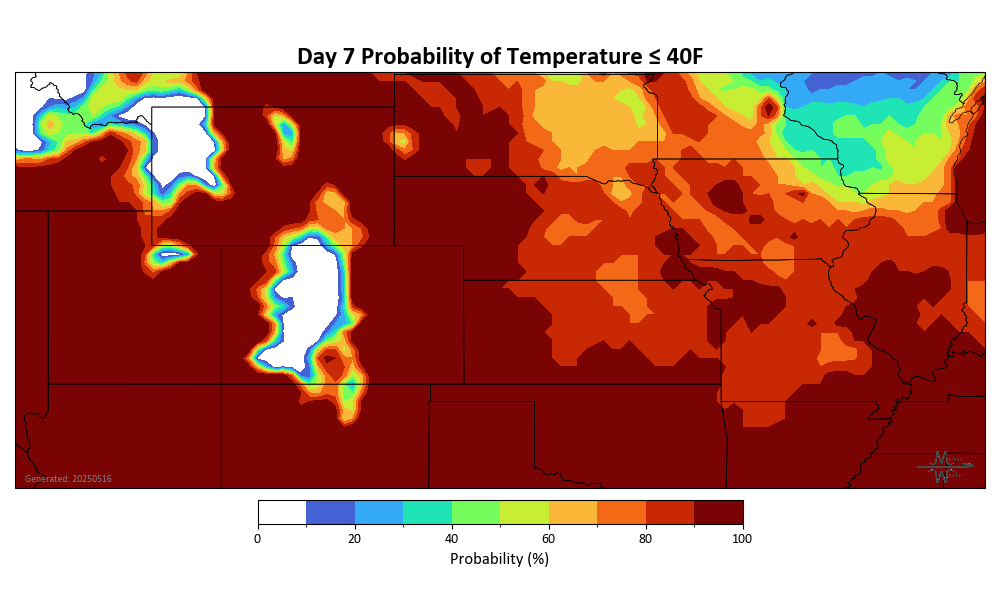 Day 7 Probability of Temperature ≤ 40F
Generated: 20250516
0 20 40 60 80 100
Probability (%)